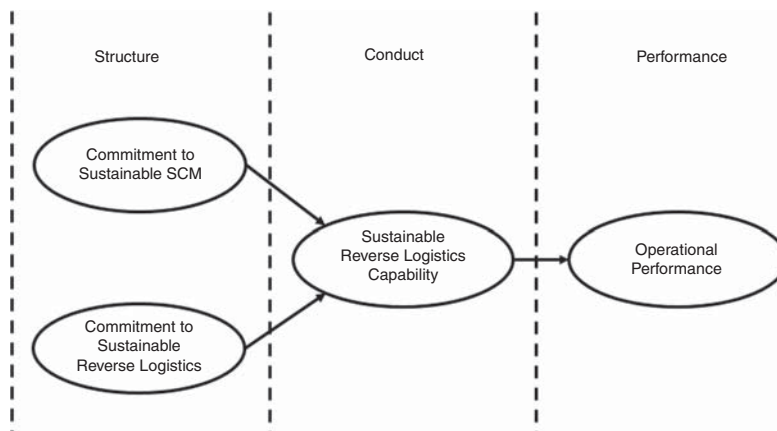 Structure
Conduct
Performance
Commitment to
Sustainable SCM
Sustainable
Reverse Logistics
Capability
Operational
Performance
Commitment to
Sustainable
Reverse Logistics